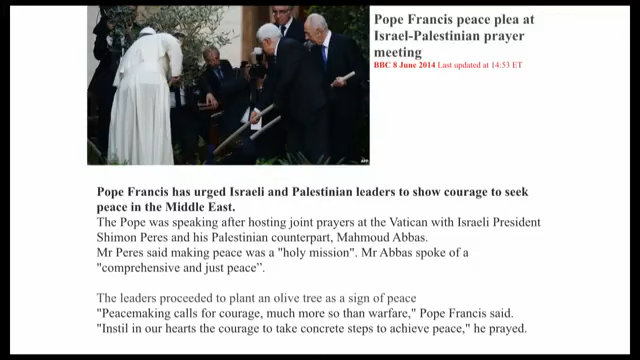 Pope Francis peace plea at
Israel-Palestinian prayer
meeting
BBC 8 June 2014 Last updated at 14:53 ET
AFP
Pope Francis has urged Israeli and Palestinian leaders to show courage to seek
peace in the Middle East.
The Pope was speaking after hosting joint prayers at the Vatican with Israeli President
Shimon Peres and his Palestinian counterpart, Mahmoud Abbas.
Mr Peres said making peace was a "holy mission". Mr Abbas spoke of a
"comprehensive and just peace”.
The leaders proceeded to plant an olive tree as a sign of peace
"Peacemaking calls for courage, much more so than warfare," Pope Francis said.
"Instil in our hearts the courage to take concrete steps to achieve peace," he prayed.